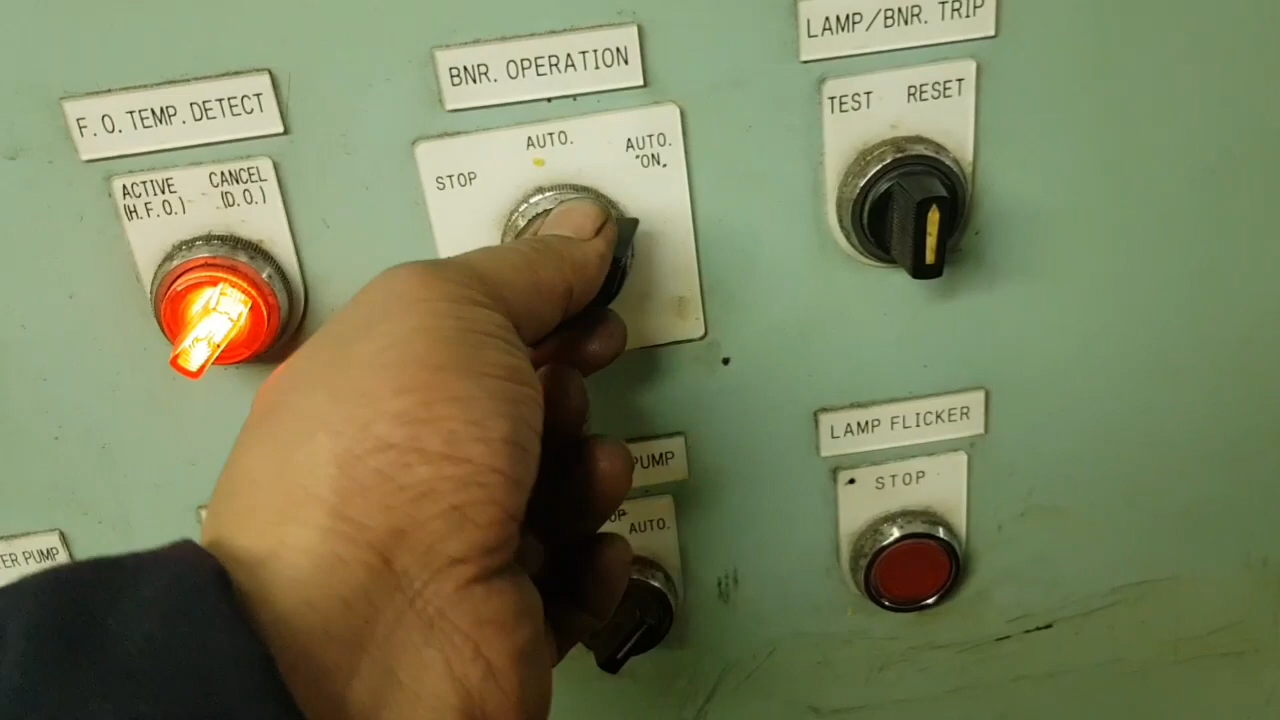 LAMP/BNR. TRIP
BNR. OPERATION
F. O. TEMP. DETECT
TEST RESET
AUTO. AUTO.
STOP "ON"
ACTIVE CANCEL
(H.F.O.) (D.O.)
LAMP FLICKER
STOP
PUMP
AUTO.
PUMP